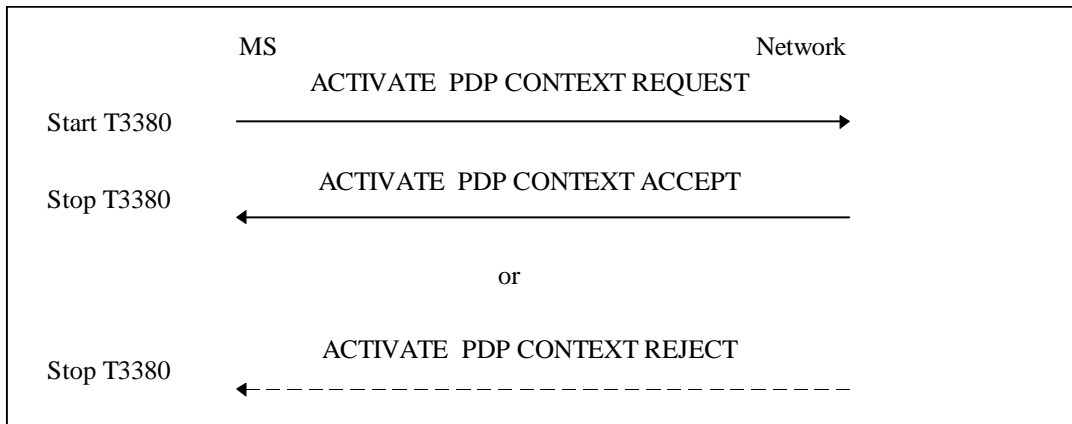 MS Network
ACTIVATE PDP CONTEXT REQUEST
Start T3380
ACTIVATE PDP CONTEXT ACCEPT
Stop T3380
or
ACTIVATE PDP CONTEXT REJECT
Stop T3380